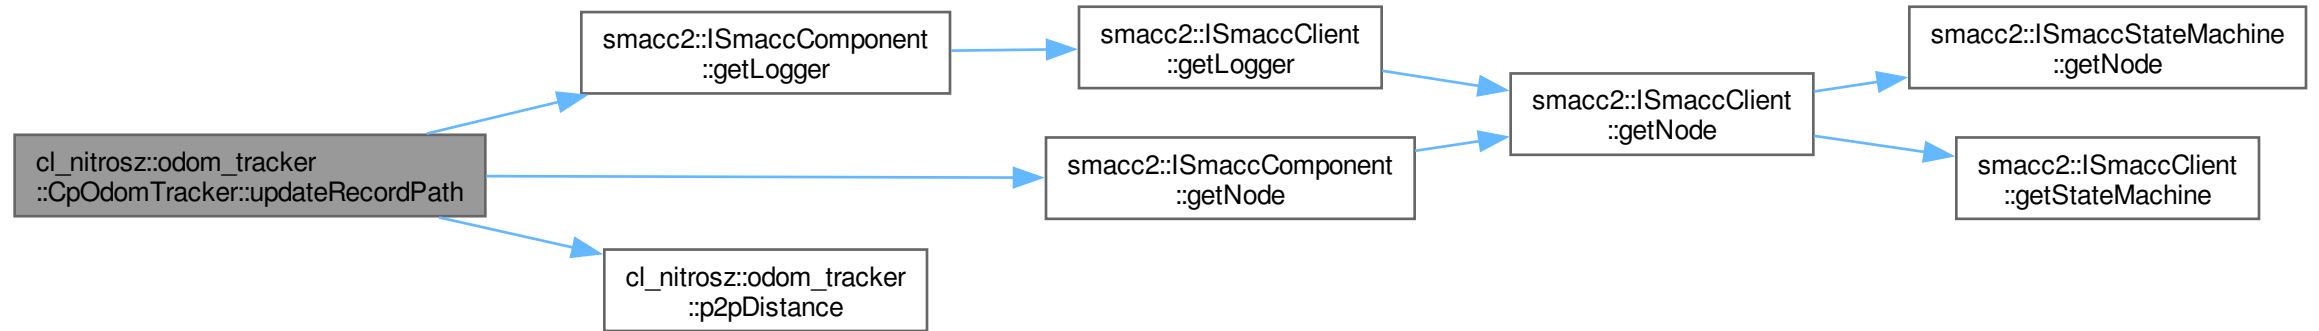 cl_nitrosz::odom_tracker
::CpOdomTracker::updateRecordPath
smacc2::ISmaccComponent
::getLogger
smacc2::ISmaccClient
::getLogger
smacc2::ISmaccComponent
::getNode
cl_nitrosz::odom_tracker
::p2pDistance
smacc2::ISmaccClient
::getNode
smacc2::ISmaccStateMachine
::getNode
smacc2::ISmaccClient
::getStateMachine